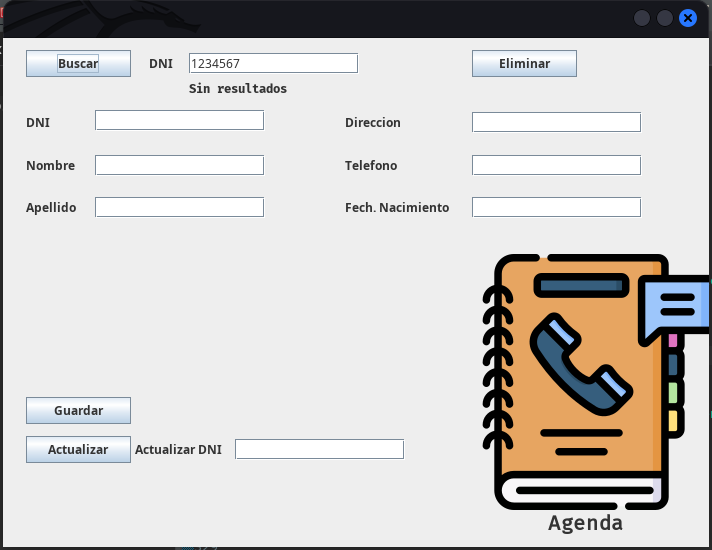 Buscar DNI 1234567 Eliminar
Sin resultados
DNI Direccion
Nombre Telefono
Apellido Fech. Nacimiento
Guardar
Actualizar Actualizar DNI
Agenda